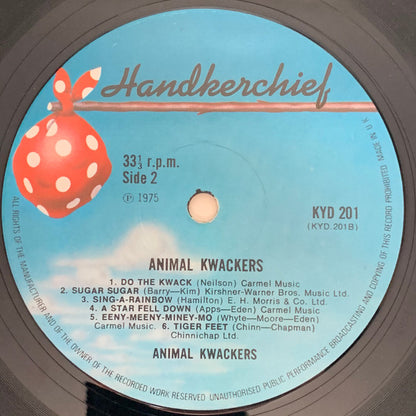 Handkerchief
33⅓ r.p.m.
Side 2
Ⓟ 1975
KYD 201
(KYD. 201B)
ANIMAL KWACKERS
1. DO THE KWACK (Neilson) Carmel Music
2. SUGAR SUGAR (Barry—Kim) Kirshner-Warner Bros. Music Ltd.
3. SING-A-RAINBOW (Hamilton) E. H. Morris & Co. Ltd.
4. A STAR FELL DOWN (Apps—Eden) Carmel Music
5. EENY-MEENY-MINEY-MO (Whyte—Moore—Eden)
Carmel Music. 6. TIGER FEET (Chinn—Chapman)
Chinnichap Ltd.
ANIMAL KWACKERS
ALL RIGHTS OF THE MANUFACTURER AND OF THE OWNER OF THE RECORDED WORK RESERVED UNAUTHORISED PUBLIC PERFORMANCE BROADCASTING AND COPYING OF THIS RECORD PROHIBITED. MADE IN U.K.